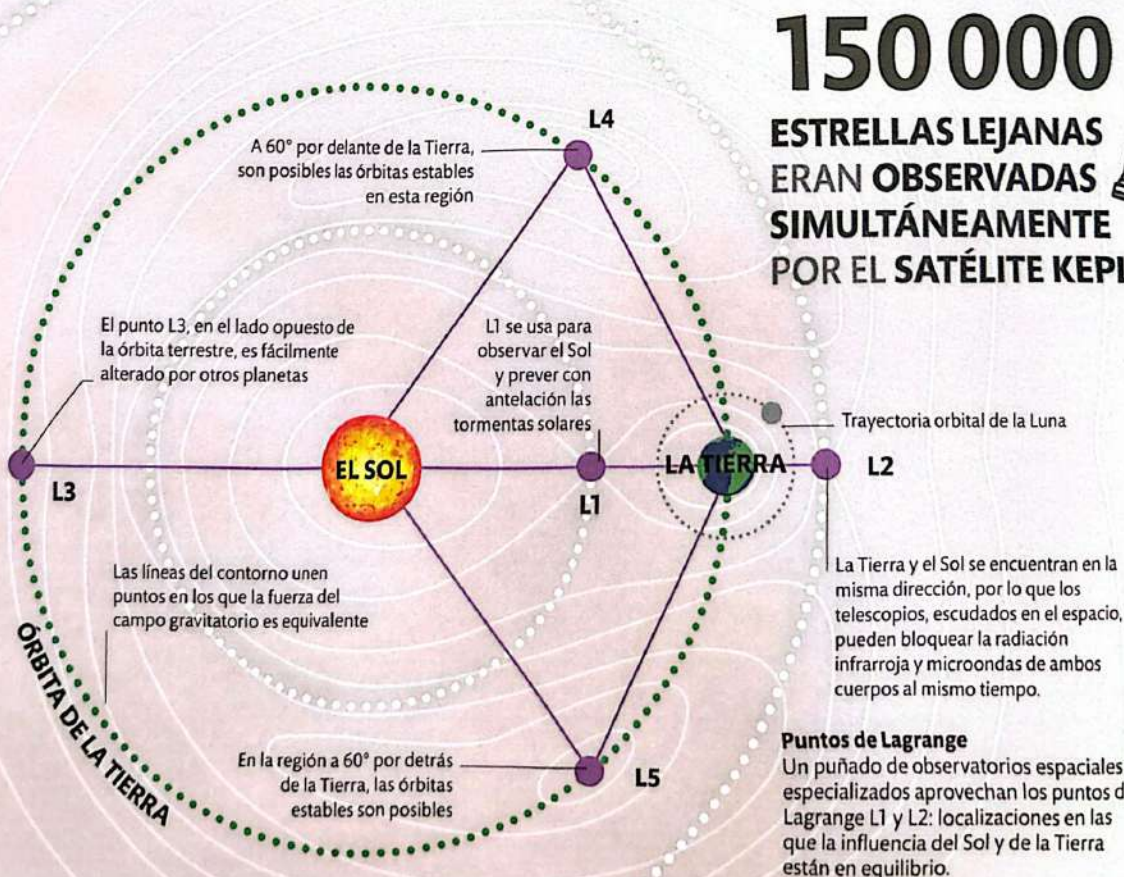 150 000
ESTRELLAS LEJANAS
ERAN OBSERVADAS
SIMULTÁNEAMENTE
POR EL SATÉLITE
L4
A 60° por delante de la Tierra,
son posibles las órbitas estables
en esta región
El punto L3, en el lado opuesto de
la órbita terrestre, es fácilmente
alterado por otros planetas
L1 se usa para
observar el Sol
y prever con
antelación las
tormentas solares
Trayectoria orbital de la Luna
L3
EL SOL
L1
LA TIERRA
L2
Las líneas del contorno unen
puntos en los que la fuerza del
campo gravitatorio es equivalente
ÓRBITA DE LA TIERRA
La Tierra y el Sol se encuentran en la
misma dirección, por lo que los
telescopios, escudados en el espacio,
pueden bloquear la radiación
infrarroja y microondas de ambos
cuerpos al mismo tiempo.
En la región a 60° por detrás
de la Tierra, las órbitas
estables son posibles
L5
Puntos de Lagrange
Un puñado de observatorios espaciales
especializados aprovechan los puntos
Lagrange L1 y L2: localizaciones en las
que la influencia del Sol y de la Tierra
están en equilibrio.